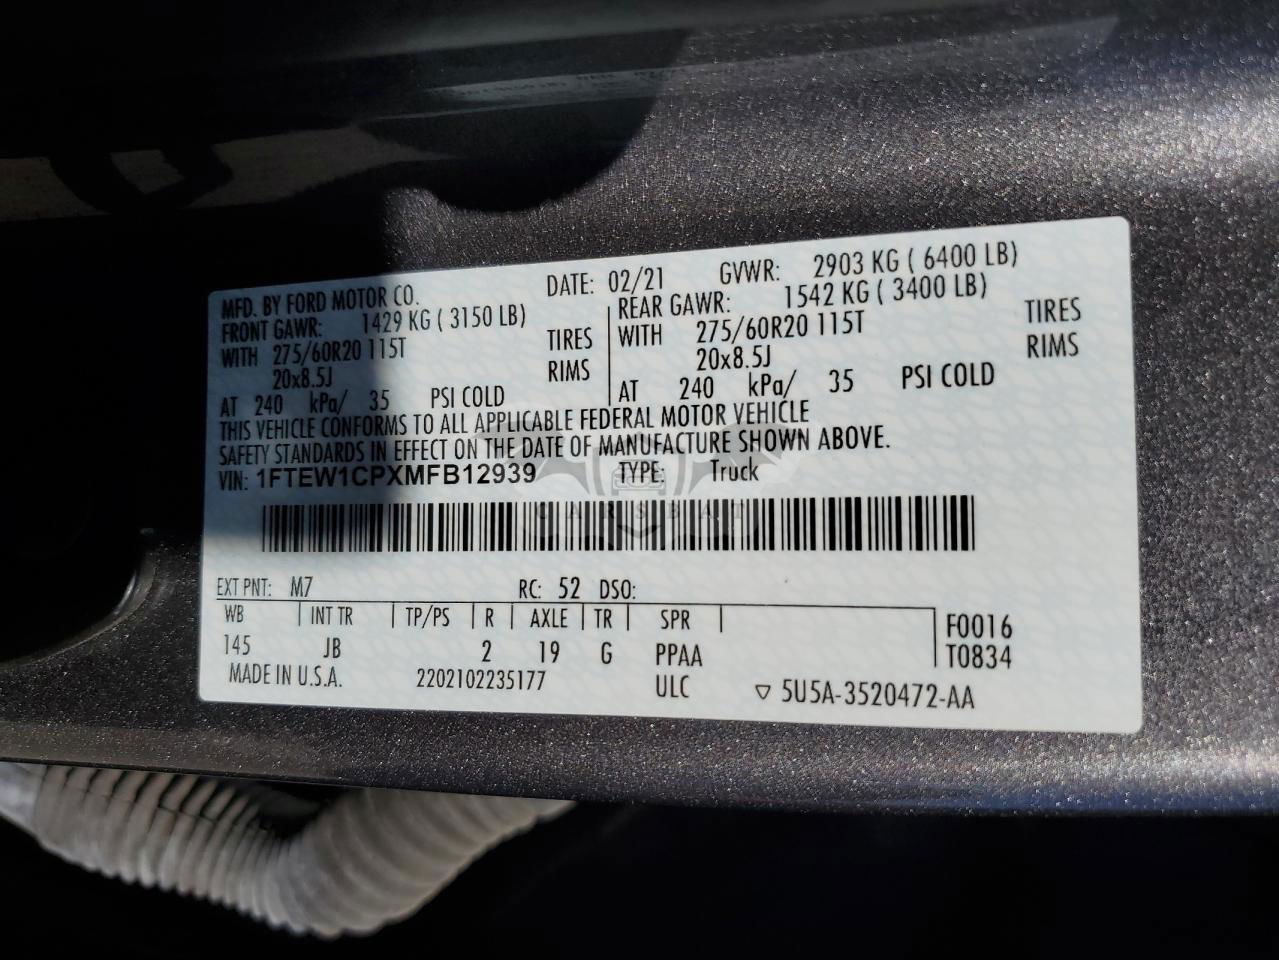 MFD. BY FORD MOTOR CO. DATE: 02/21 GVWR: 2903 KG ( 6400 LB)
FRONT GAWR: 1429 KG ( 3150 LB) REAR GAWR: 1542 KG ( 3400 LB)
WITH 275/60R20 115T TIRES WITH 275/60R20 115T TIRES
20x8.5J RIMS 20x8.5J RIMS
AT 240 kPa/ 35 PSI COLD AT 240 kPa/ 35 PSI COLD
THIS VEHICLE CONFORMS TO ALL APPLICABLE FEDERAL MOTOR VEHICLE
SAFETY STANDARDS IN EFFECT ON THE DATE OF MANUFACTURE SHOWN ABOVE.
VIN: 1FTEW1CPXMFB12939 TYPE: Truck
CARSBAT
EXT PNT: M7 RC: 52 DSO:
WB INT TR TP/PS R AXLE TR SPR F0016
145 JB 2 19 G PPAA T0834
MADE IN U.S.A. 2202102235177 ULC ▽ 5U5A-3520472-AA